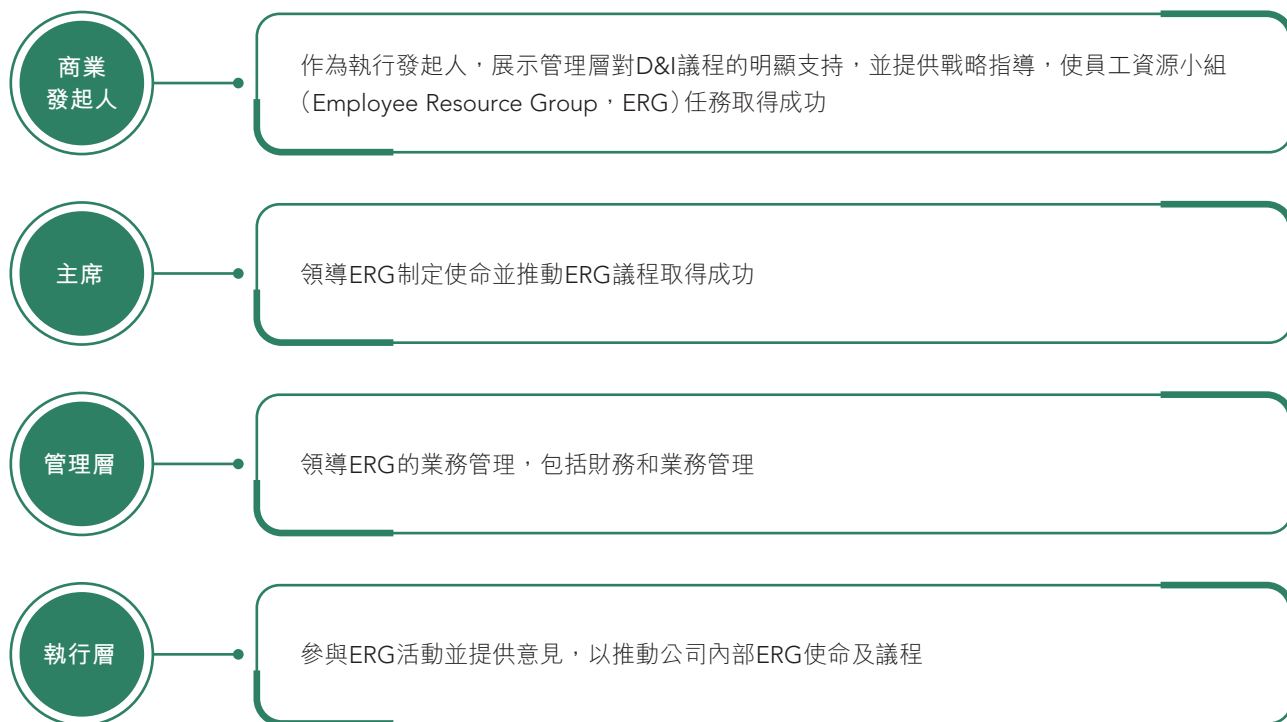 商業
發起人
作為執行發起人，展示管理層對D&I議程的明顯支持，並提供戰略指導，使員工資源小組
（Employee Resource Group，ERG）任務取得成功
主席
領導ERG制定使命並推動ERG議程取得成功
管理層
領導ERG的業務管理，包括財務和業務管理
執行層
參與ERG活動並提供意見，以推動公司內部ERG使命及議程